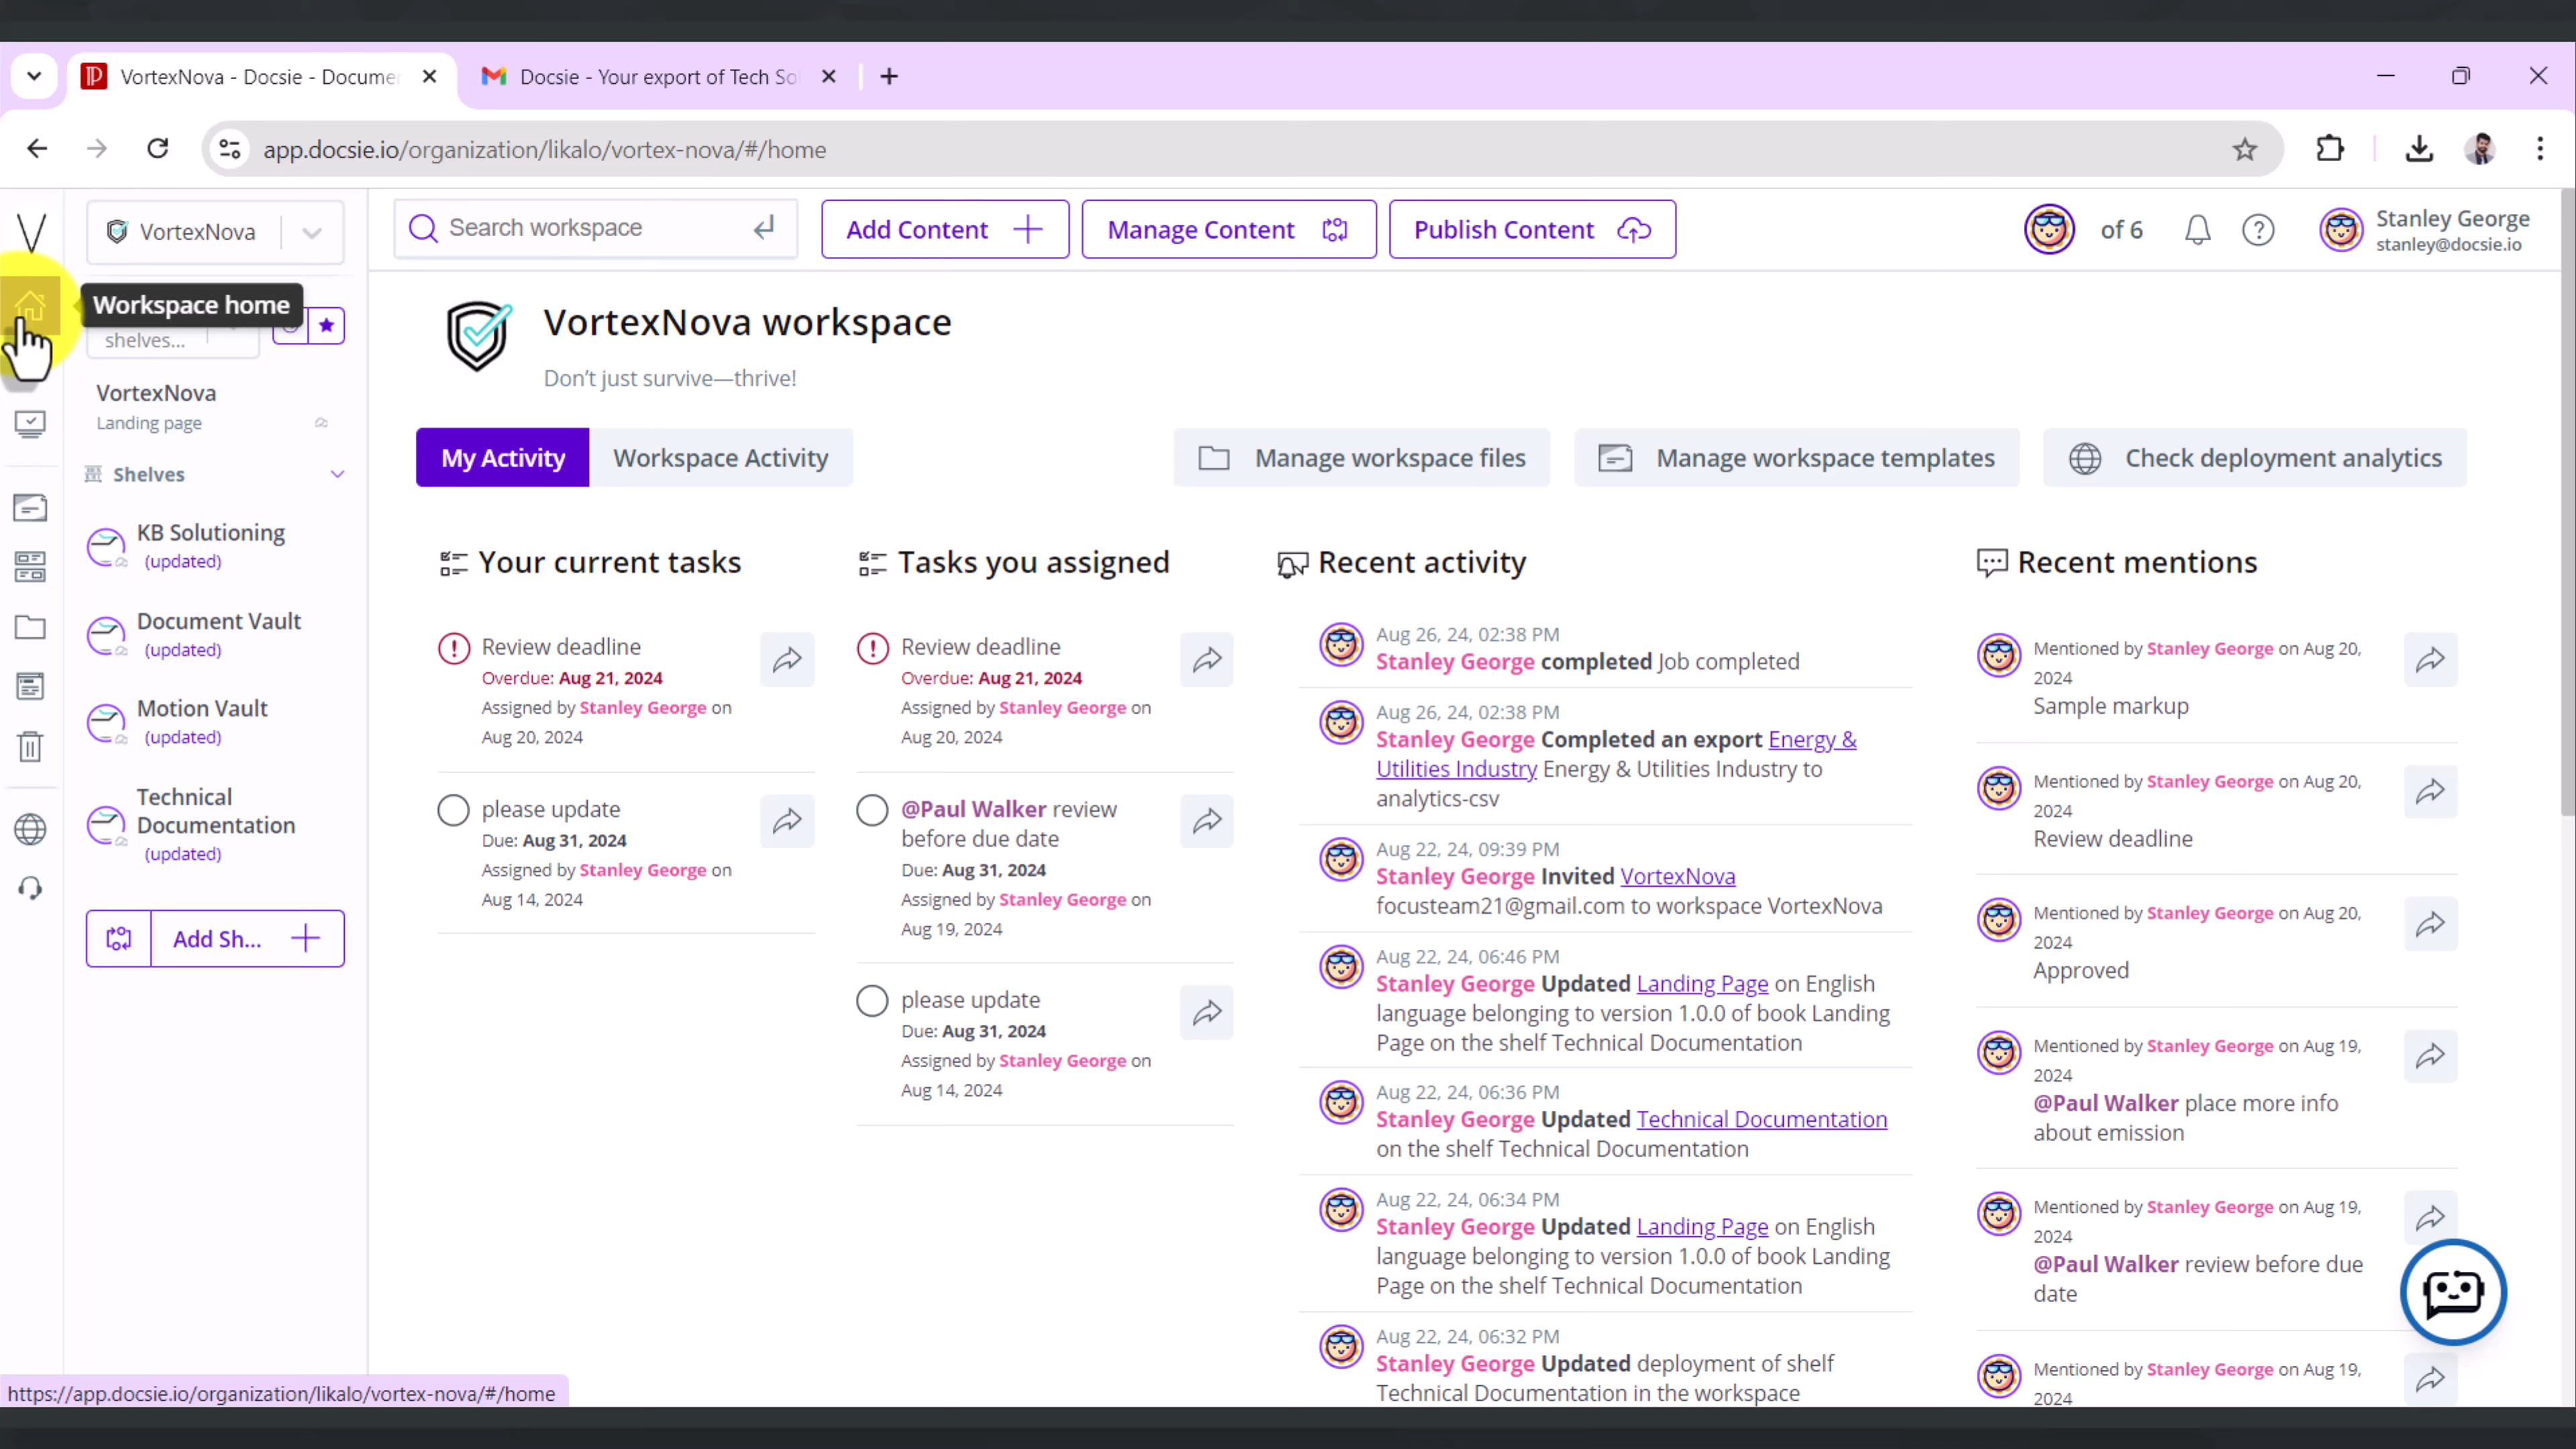 VortexNova - Docsie - Documen
Docsie - Your export of Tech So
app.docsie.io/organization/likalo/vortex-nova/#/home
VortexNova
Search workspace
Add Content
Manage Content
Publish Content
of 6
Stanley George
stanley@docsie.io
Workspace home
shelves...
VortexNova
Landing page
Shelves
KB Solutioning
(updated)
Document Vault
(updated)
Motion Vault
(updated)
Technical
Documentation
(updated)
Add Sh...
VortexNova workspace
Don't just survive—thrive!
My Activity
Workspace Activity
Manage workspace files
Manage workspace templates
Check deployment analytics
Your current tasks
Review deadline
Overdue: Aug 21, 2024
Assigned by Stanley George on
Aug 20, 2024
please update
Due: Aug 31, 2024
Assigned by Stanley George on
Aug 14, 2024
Tasks you assigned
Review deadline
Overdue: Aug 21, 2024
Assigned by Stanley George on
Aug 20, 2024
@Paul Walker review
before due date
Due: Aug 31, 2024
Assigned by Stanley George on
Aug 19, 2024
please update
Due: Aug 31, 2024
Assigned by Stanley George on
Aug 14, 2024
Recent activity
Aug 26, 24, 02:38 PM
Stanley George completed Job completed
Aug 26, 24, 02:38 PM
Stanley George Completed an export Energy &
Utilities Industry Energy & Utilities Industry to
analytics-csv
Aug 22, 24, 09:39 PM
Stanley George Invited VortexNova
focusteam21@gmail.com to workspace VortexNova
Aug 22, 24, 06:46 PM
Stanley George Updated Landing Page on English
language belonging to version 1.0.0 of book Landing
Page on the shelf Technical Documentation
Aug 22, 24, 06:36 PM
Stanley George Updated Technical Documentation
on the shelf Technical Documentation
Aug 22, 24, 06:34 PM
Stanley George Updated Landing Page on English
language belonging to version 1.0.0 of book Landing
Page on the shelf Technical Documentation
Aug 22, 24, 06:32 PM
Stanley George Updated deployment of shelf
Technical Documentation in the workspace
Recent mentions
Mentioned by Stanley George on Aug 20,
2024
Sample markup
Mentioned by Stanley George on Aug 20,
2024
Review deadline
Mentioned by Stanley George on Aug 20,
2024
Approved
Mentioned by Stanley George on Aug 19,
2024
@Paul Walker place more info
about emission
Mentioned by Stanley George on Aug 19,
2024
@Paul Walker review before due
date
Mentioned by Stanley George on Aug 19,
2024
https://app.docsie.io/organization/likalo/vortex-nova/#/home